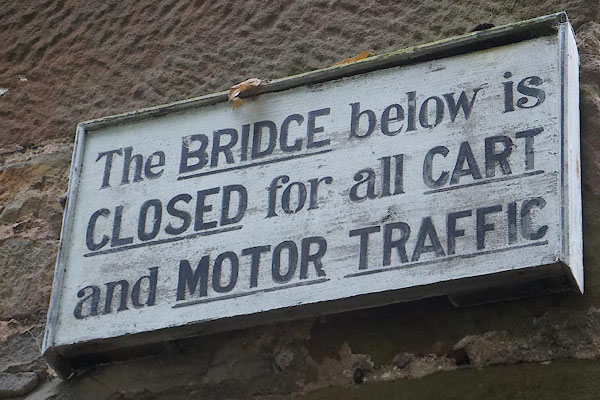 The BRIDGE below is
CLOSED for all CART
and MOTOR TRAFFIC